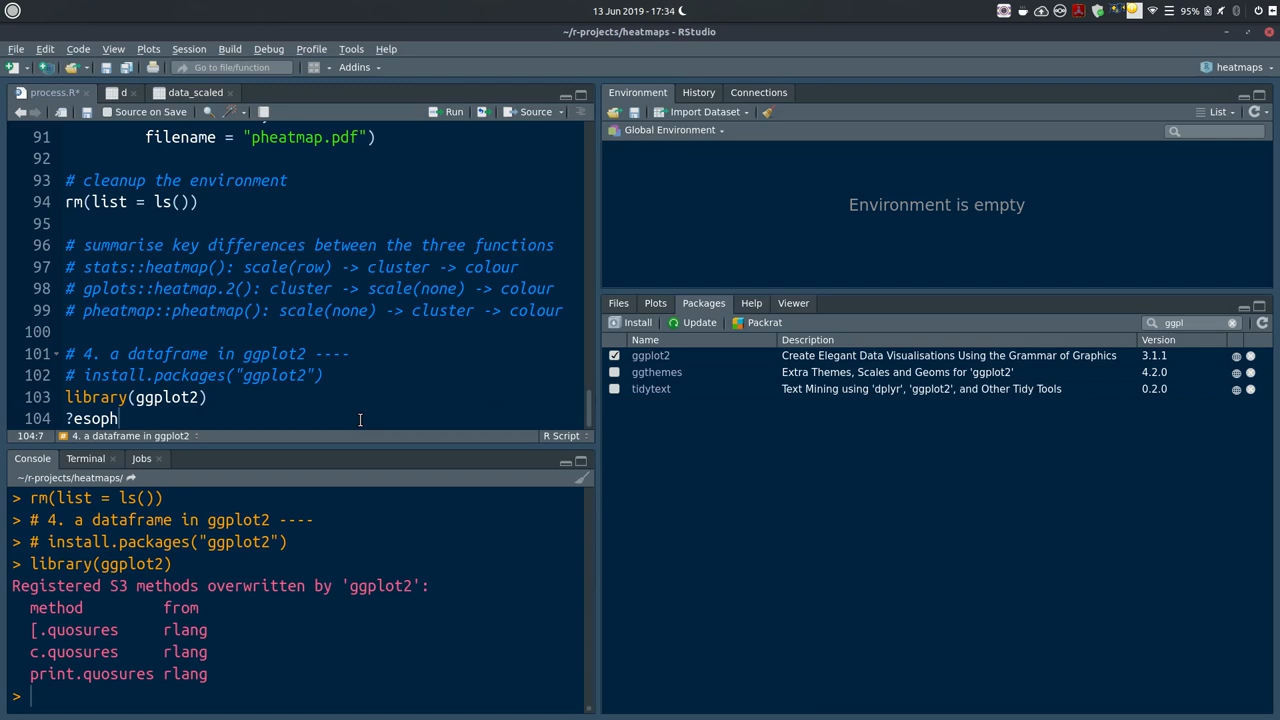 13 Jun 2019 - 17:34
95%
~/r-projects/heatmaps - RStudio
File Edit Code View Plots Session Build Debug Profile Tools Help
Go to file/function Addins heatmaps
process.R* d data_scaled
Source on Save Run Source
91 filename = "pheatmap.pdf")
92
93 # cleanup the environment
94 rm(list = ls())
95
96 # summarise key differences between the three functions
97 # stats::heatmap(): scale(row) -> cluster -> colour
98 # gplots::heatmap.2(): cluster -> scale(none) -> colour
99 # pheatmap::pheatmap(): scale(none) -> cluster -> colour
100
101 # 4. a dataframe in ggplot2 ----
102 # install.packages("ggplot2")
103 library(ggplot2)
104 ?esoph
104:7 4. a dataframe in ggplot2 R Script
Console Terminal Jobs
~/r-projects/heatmaps/
> rm(list = ls())
> # 4. a dataframe in ggplot2 ----
> # install.packages("ggplot2")
> library(ggplot2)
Registered S3 methods overwritten by 'ggplot2':
method from
[.quosures rlang
c.quosures rlang
print.quosures rlang
>
Environment History Connections
Import Dataset List
Global Environment
Environment is empty
Files Plots Packages Help Viewer
Install Update Packrat ggpl
Name Description Version
ggplot2 Create Elegant Data Visualisations Using the Grammar of Graphics 3.1.1
ggthemes Extra Themes, Scales and Geoms for 'ggplot2' 4.2.0
tidytext Text Mining using 'dplyr', 'ggplot2', and Other Tidy Tools 0.2.0